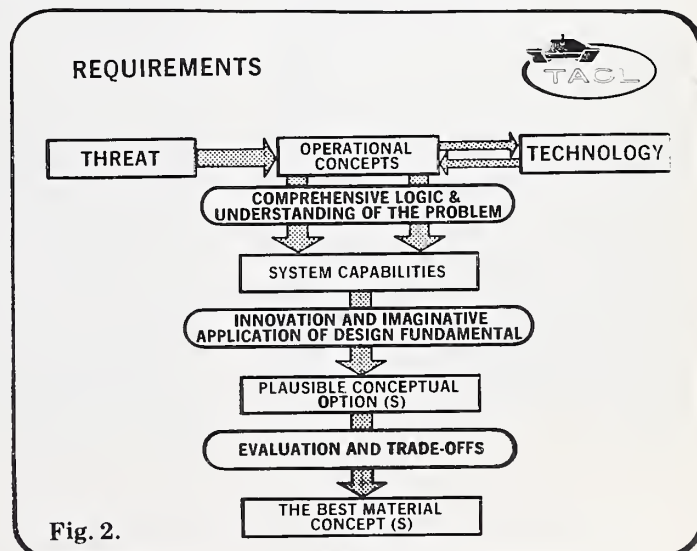 REQUIREMENTS
TACL
THREAT
OPERATIONAL
CONCEPTS
TECHNOLOGY
COMPREHENSIVE LOGIC &
UNDERSTANDING OF THE PROBLEM
SYSTEM CAPABILITIES
INNOVATION AND IMAGINATIVE
APPLICATION OF DESIGN FUNDAMENTAL
PLAUSIBLE CONCEPTUAL
OPTION (S)
EVALUATION AND TRADE-OFFS
THE BEST MATERIAL
CONCEPT (S)
Fig. 2.